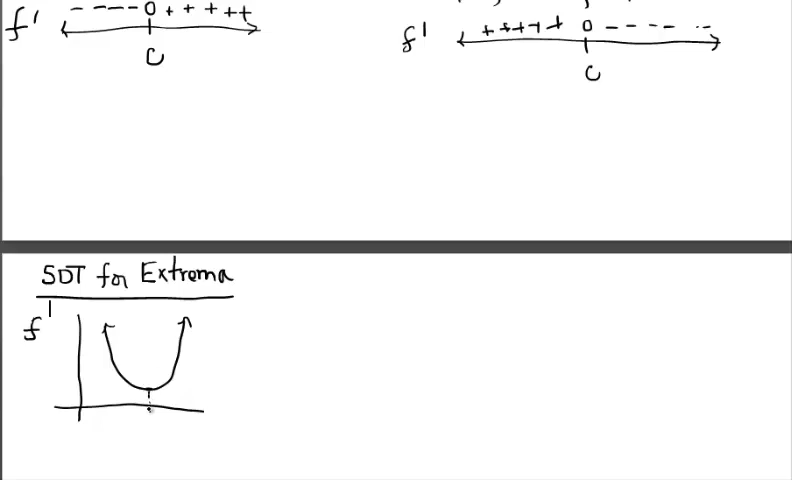 f' - - - - 0 + + + + +
c
f' + + + + + 0 - - - - - -
c
SDT for Extrema
f'